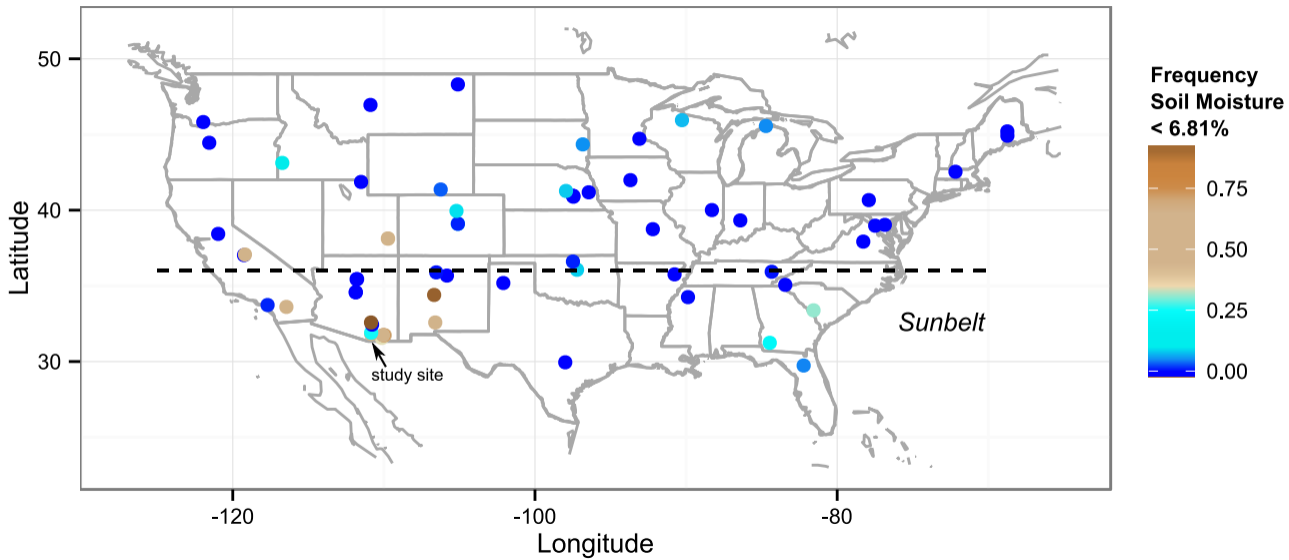 50
40
30
Latitude
-120
-100
-80
Longitude
Sunbelt
study site
Frequency
Soil Moisture
< 6.81%
0.75
0.50
0.25
0.00